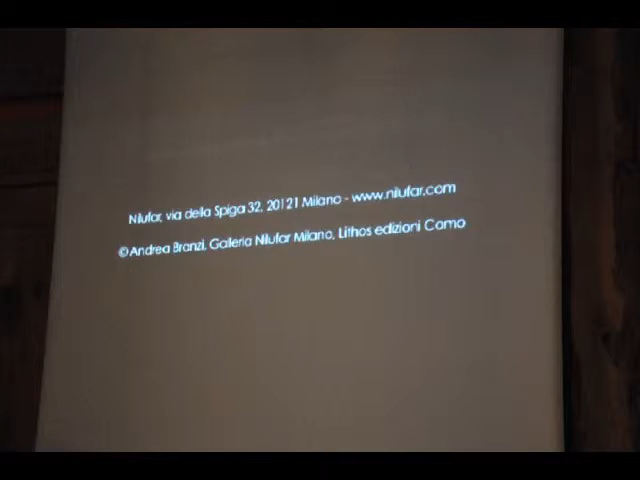 Nilufar, via della Spiga 32, 20121 Milano - www.nilufar.com
©Andrea Branzi, Galleria Nilufar Milano, Lithos edizioni Como